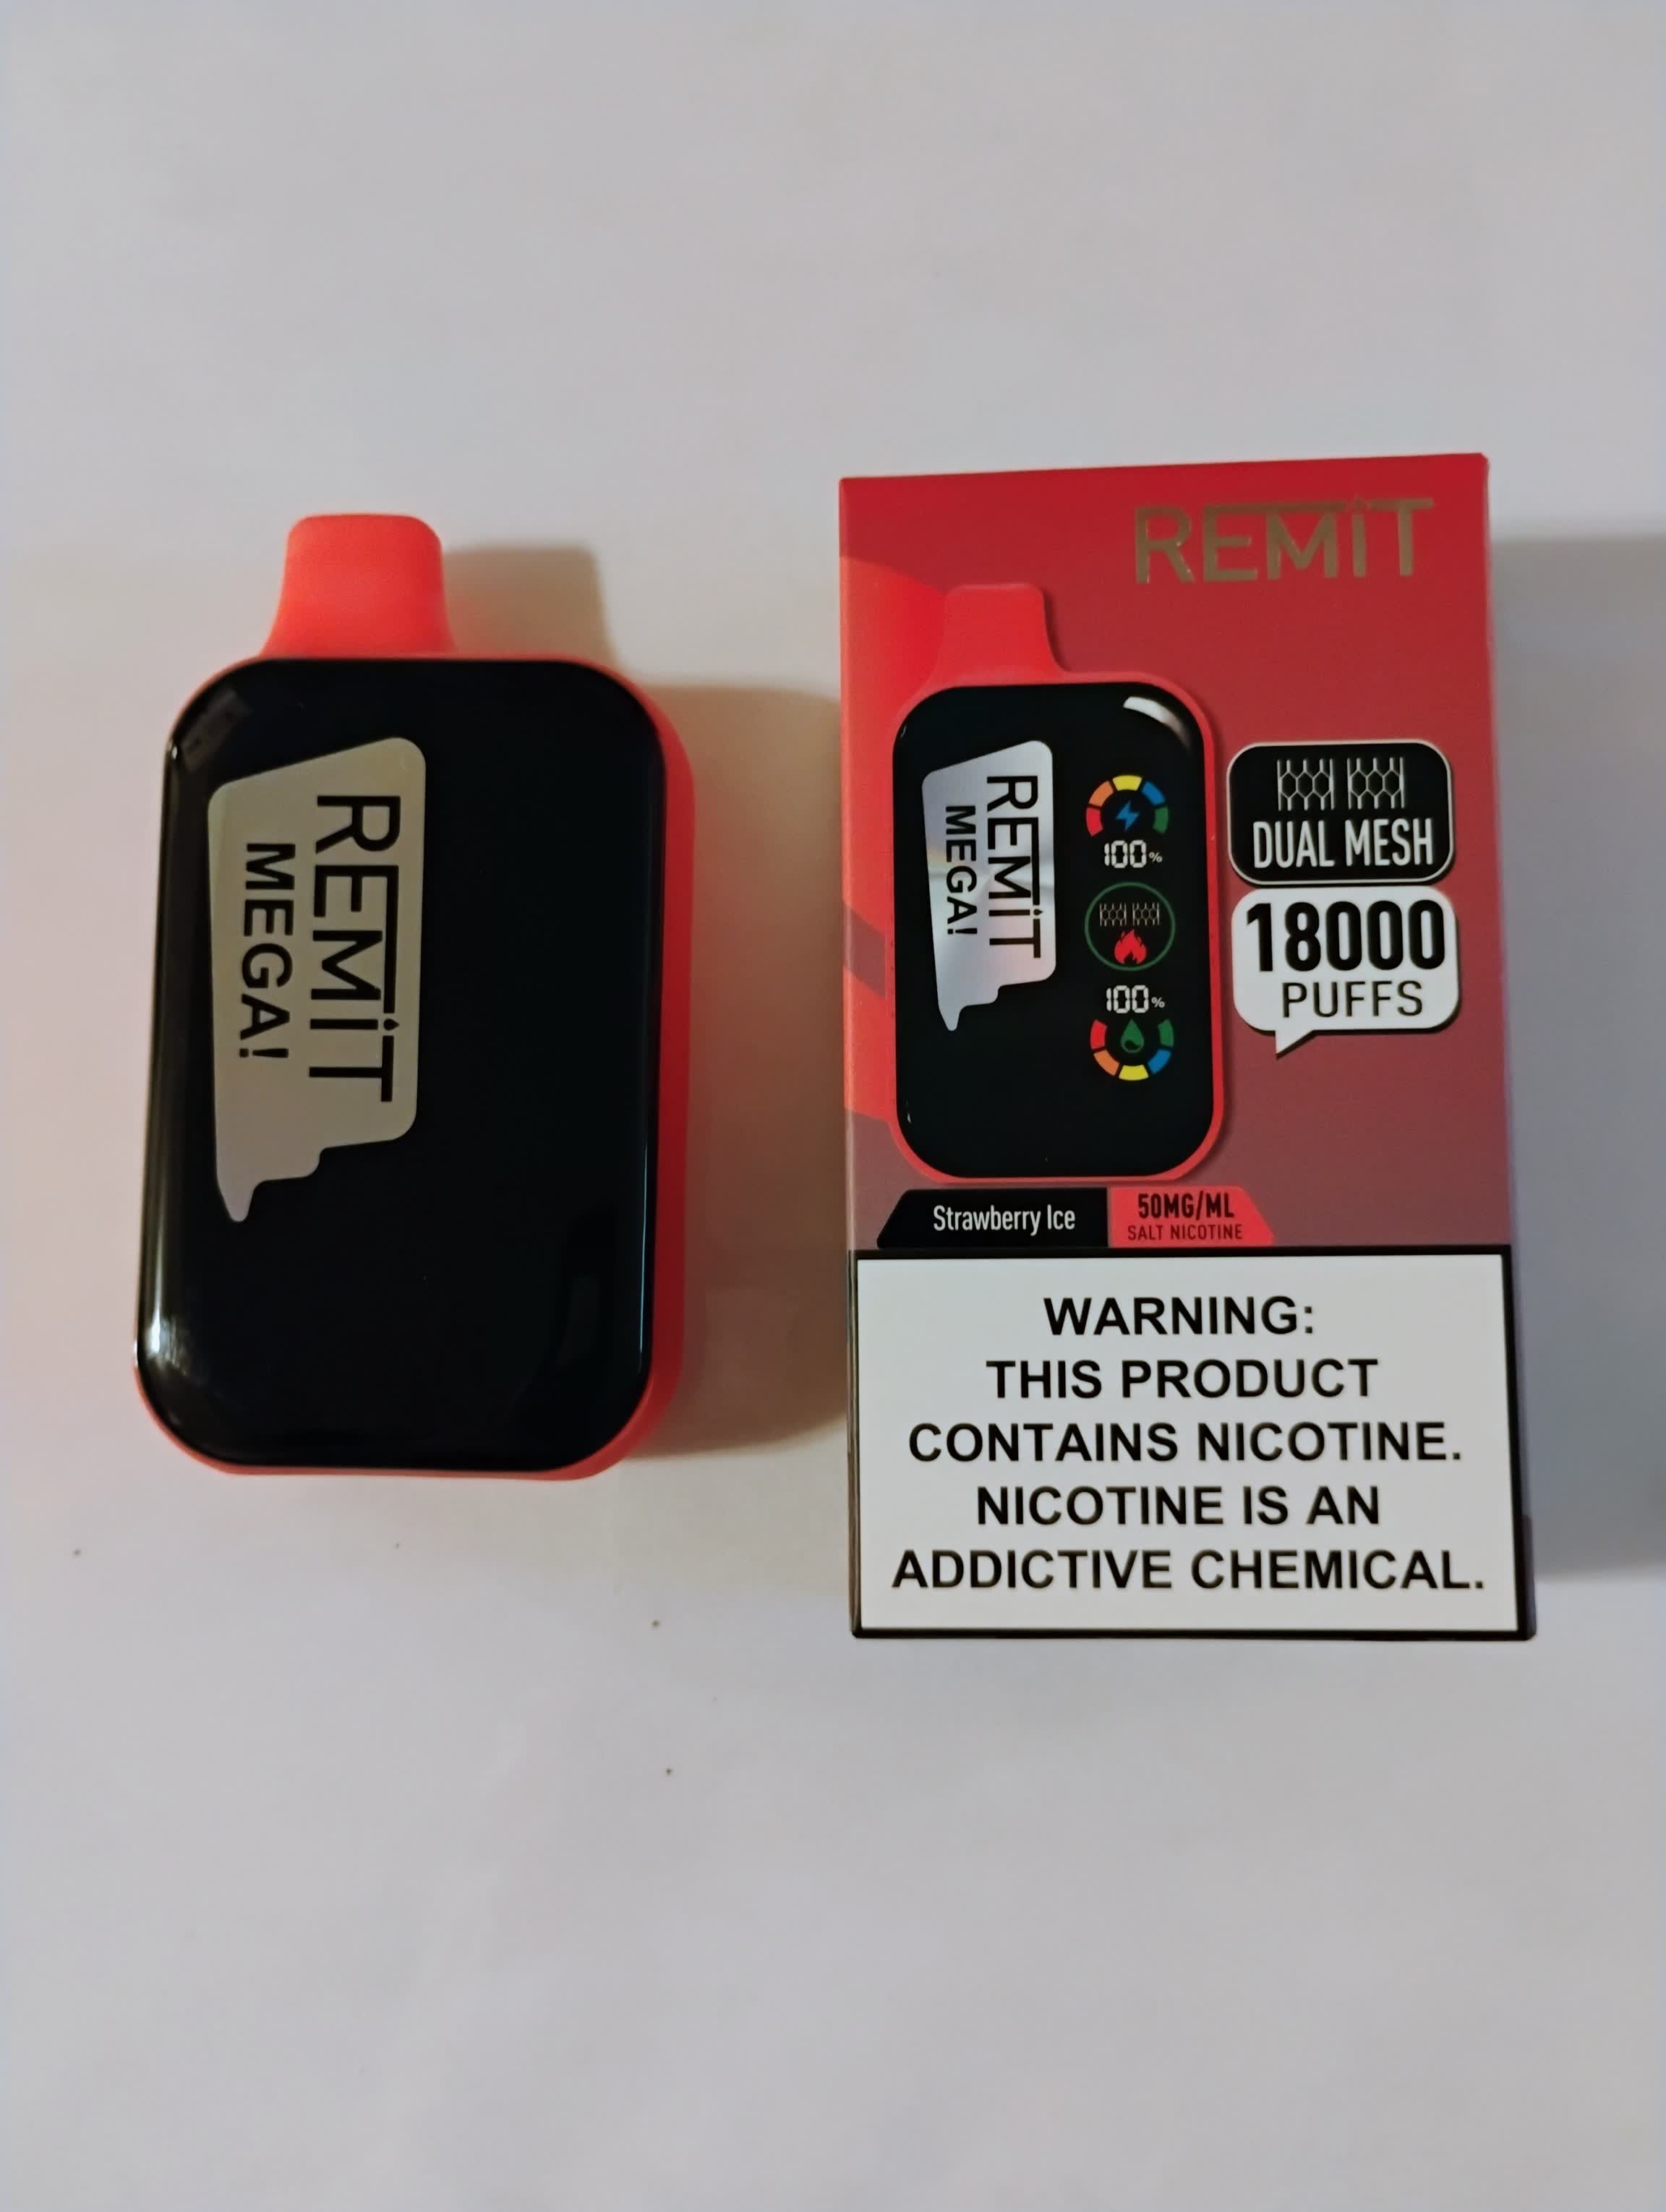 REMiT
MEGA!
REMiT
REMiT
MEGA!
100%
100%
DUAL MESH
18000
PUFFS
Strawberry Ice
50MG/ML
SALT NICOTINE
WARNING:
THIS PRODUCT
CONTAINS NICOTINE.
NICOTINE IS AN
ADDICTIVE CHEMICAL.